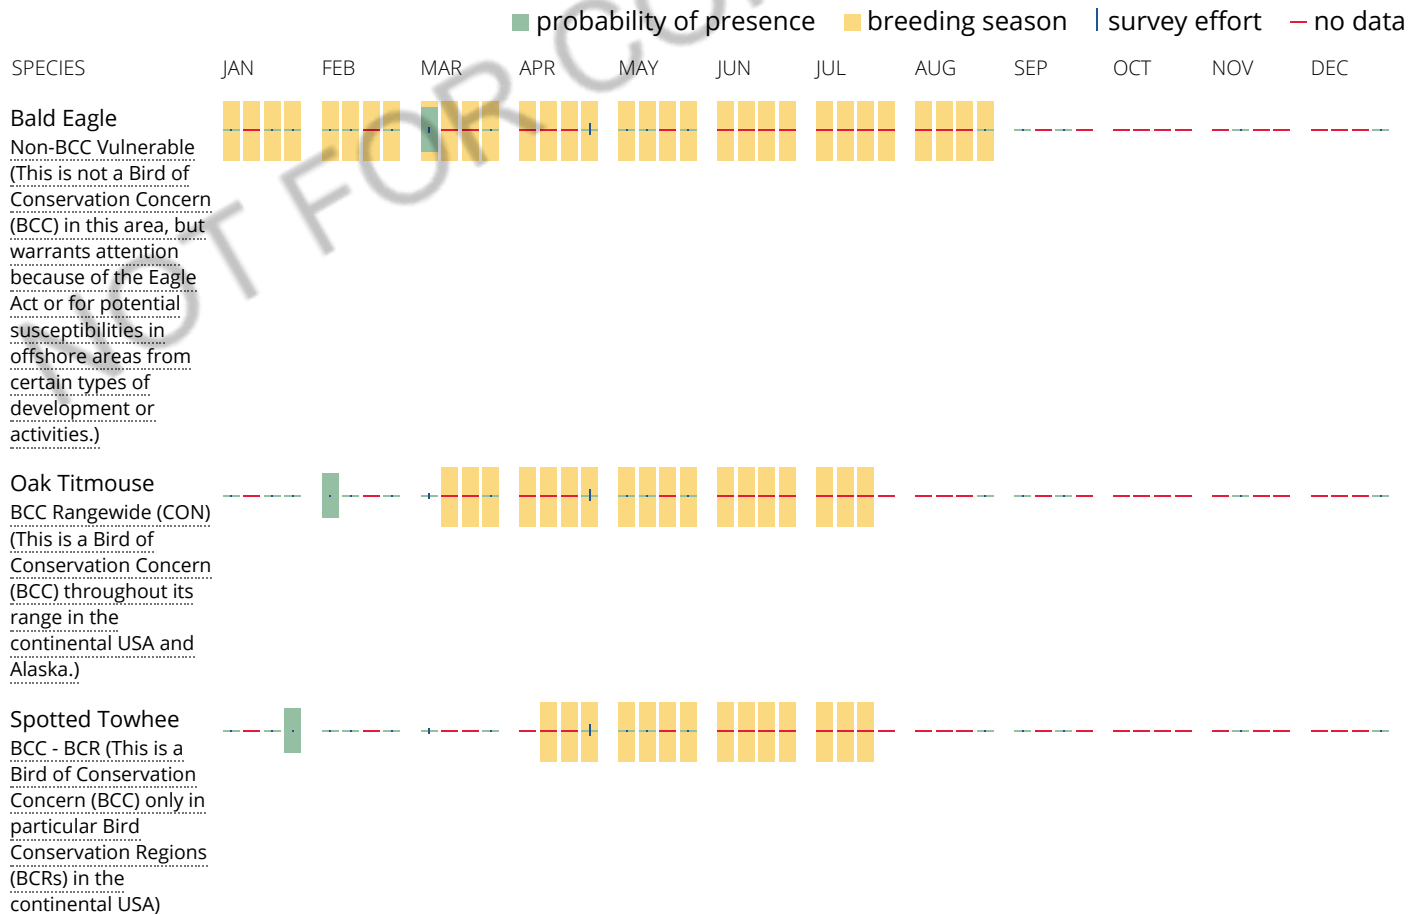 probability of presence breeding season survey effort no data
SPECIES JAN FEB MAR APR MAY JUN JUL AUG SEP OCT NOV DEC
Bald Eagle
Non-BCC Vulnerable
(This is not a Bird of
Conservation Concern
(BCC) in this area, but
warrants attention
because of the Eagle
Act or for potential
susceptibilities in
offshore areas from
certain types of
development or
activities.)
Oak Titmouse
BCC Rangewide (CON)
(This is a Bird of
Conservation Concern
(BCC) throughout its
range in the
continental USA and
Alaska.)
Spotted Towhee
BCC - BCR (This is a
Bird of Conservation
Concern (BCC) only in
particular Bird
Conservation Regions
(BCRs) in the
continental USA)
NOT FOR CO